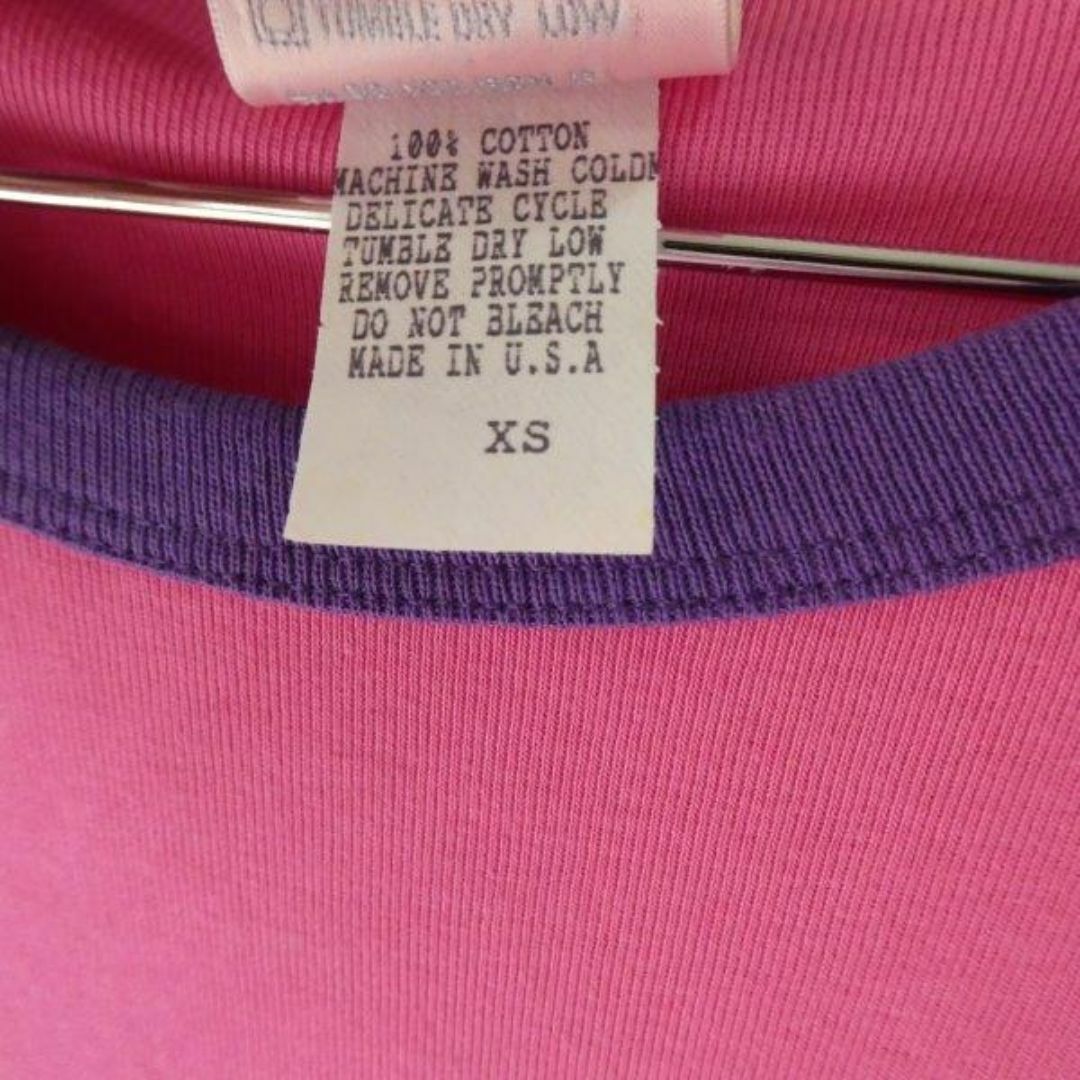 TUMBLE DRY LOW
100% COTTON
MACHINE WASH COLD
DELICATE CYCLE
TUMBLE DRY LOW
REMOVE PROMPTLY
DO NOT BLEACH
MADE IN U.S.A
XS